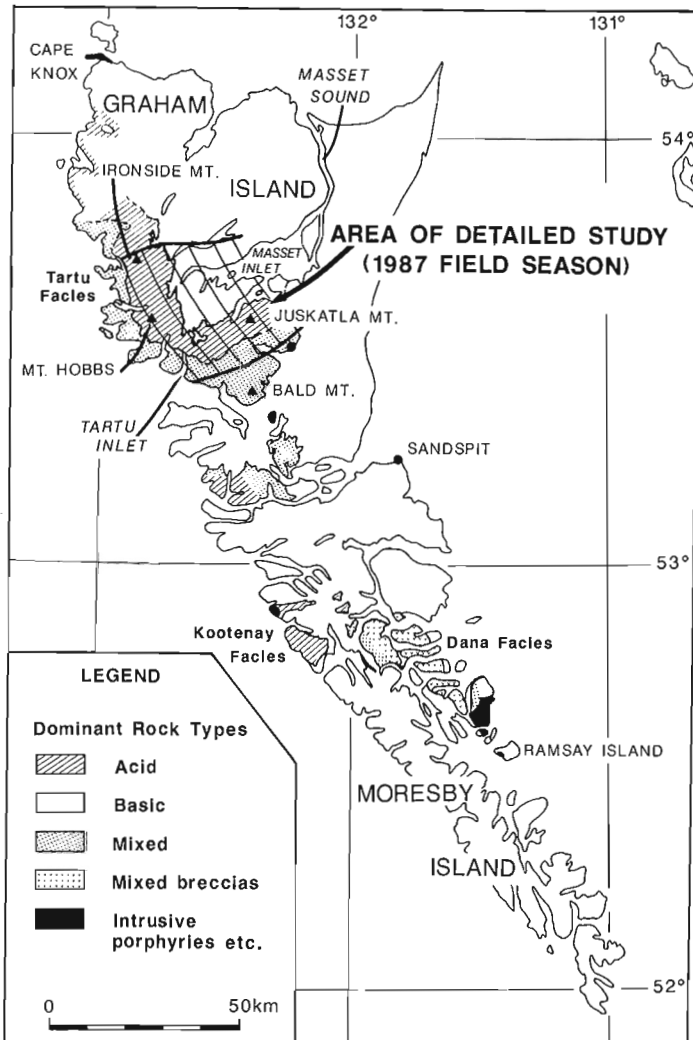 132°
131°
CAPE
KNOX
MASSET
SOUND
GRAHAM
54°
IRONSIDE MT.
ISLAND
AREA OF DETAILED STUDY
(1987 FIELD SEASON)
MASSET
INLET
Tartu
Facies
JUSKATLA MT.
MT. HOBBS
BALD MT.
TARTU
INLET
SANDSPIT
53°
Kootenay
Facies
Dana Facies
LEGEND
Dominant Rock Types
Acid
Basic
Mixed
Mixed breccias
Intrusive
porphyries etc.
RAMSAY ISLAND
MORESBY
ISLAND
52°
0
50km